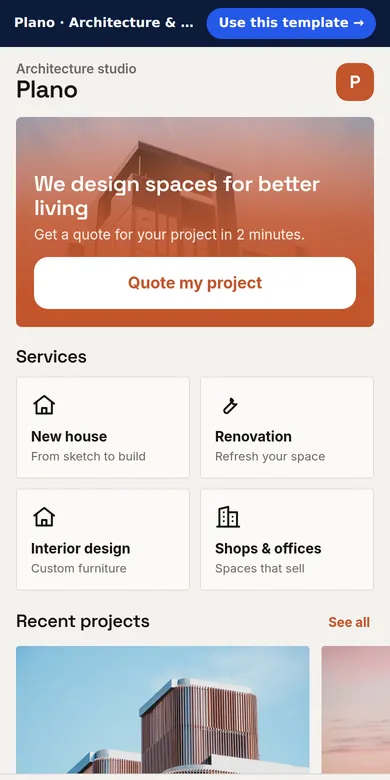 Plano · Architecture & ...
Use this template →
Architecture studio
Plano
P
We design spaces for better
living
Get a quote for your project in 2 minutes.
Quote my project
Services
New house
From sketch to build
Renovation
Refresh your space
Interior design
Custom furniture
Shops & offices
Spaces that sell
Recent projects
See all